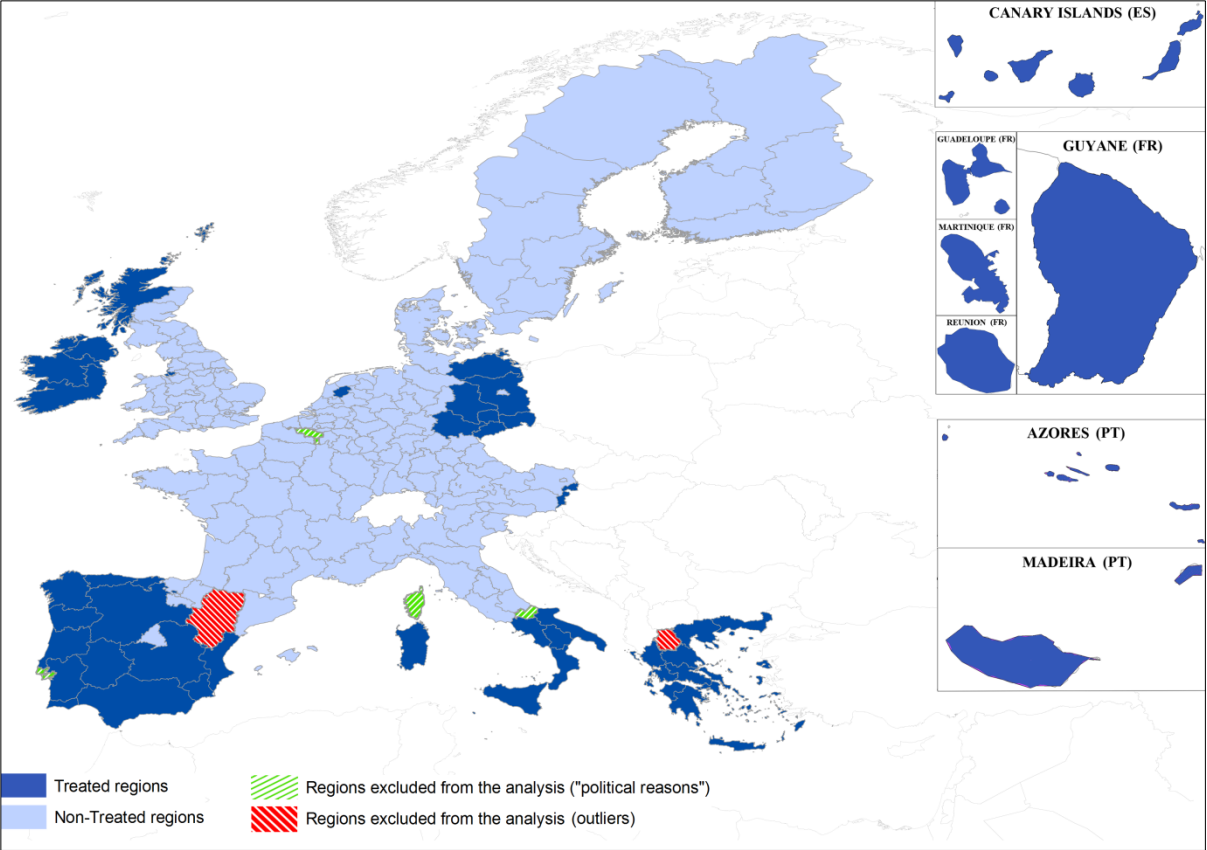 CANARY ISLANDS (ES)
GUADELOUPE (FR)
GUYANE (FR)
MARTINIQUE (FR)
REUNION (FR)
AZORES (PT)
MADEIRA (PT)
Treated regions
Non-Treated regions
Regions excluded from the analysis ("political reasons")
Regions excluded from the analysis (outliers)